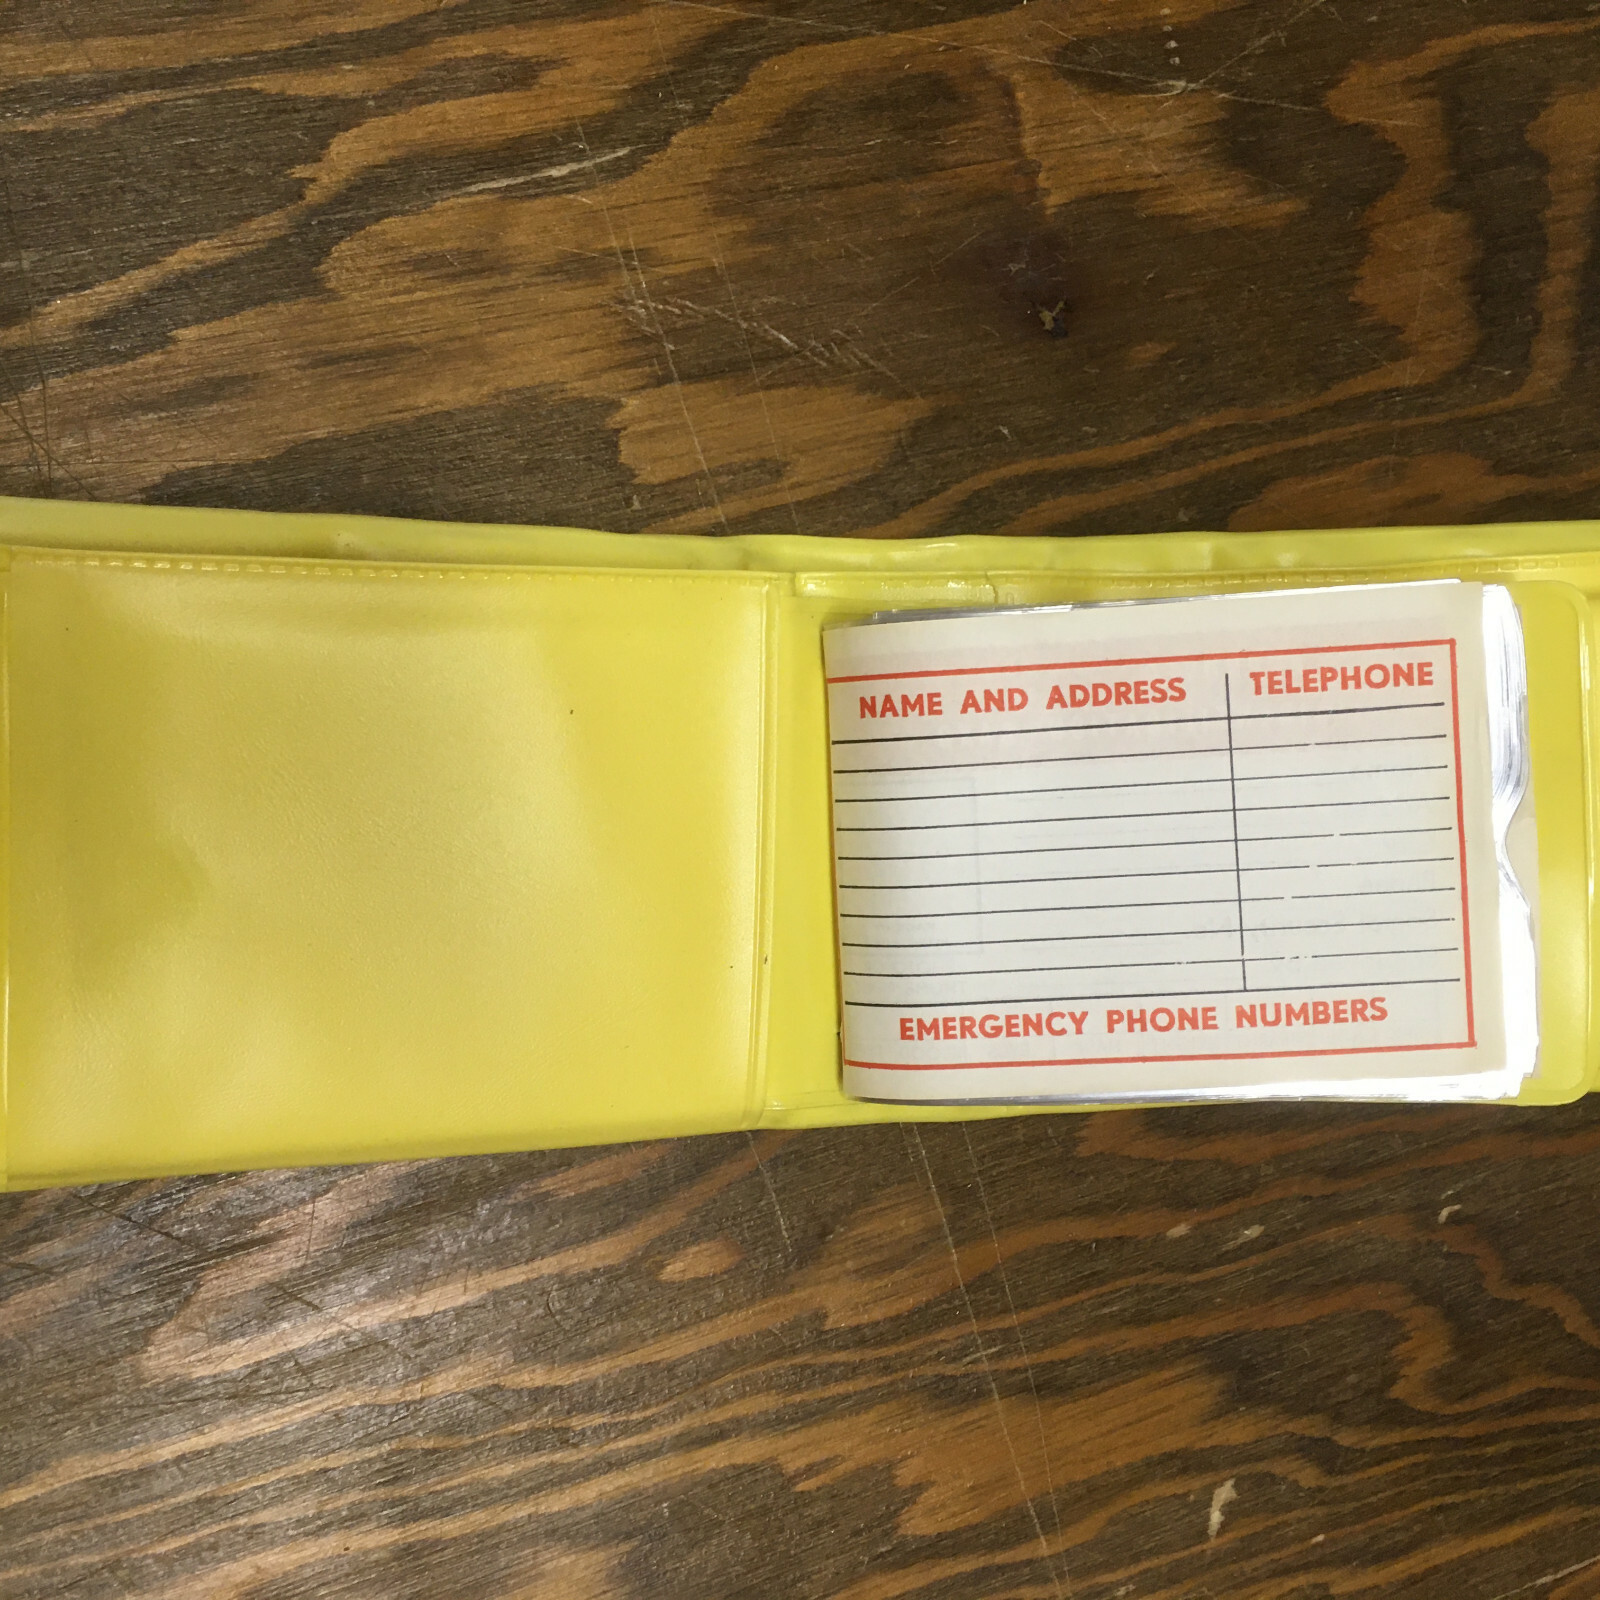 NAME AND ADDRESS TELEPHONE
EMERGENCY PHONE NUMBERS